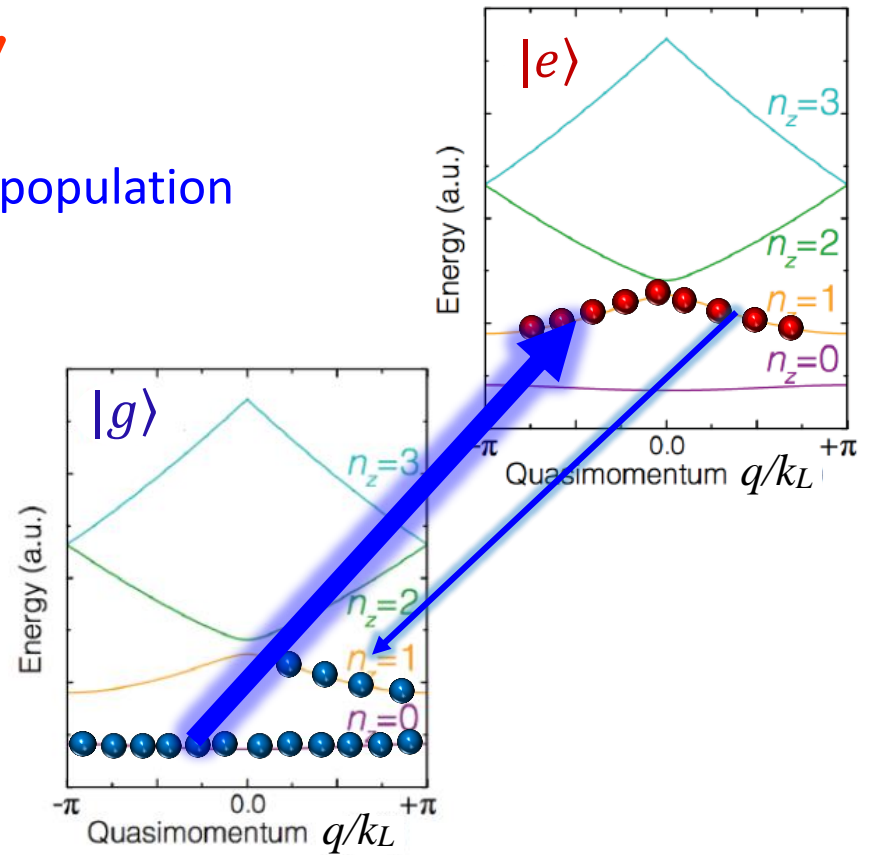 population
|e⟩
n_z=3
n_z=2
n_z=1
n_z=0
Energy (a.u.)
-π 0.0 +π
Quasimomentum q/k_L
|g⟩
n_z=3
n_z=2
n_z=1
n_z=0
Energy (a.u.)
-π 0.0 +π
Quasimomentum q/k_L